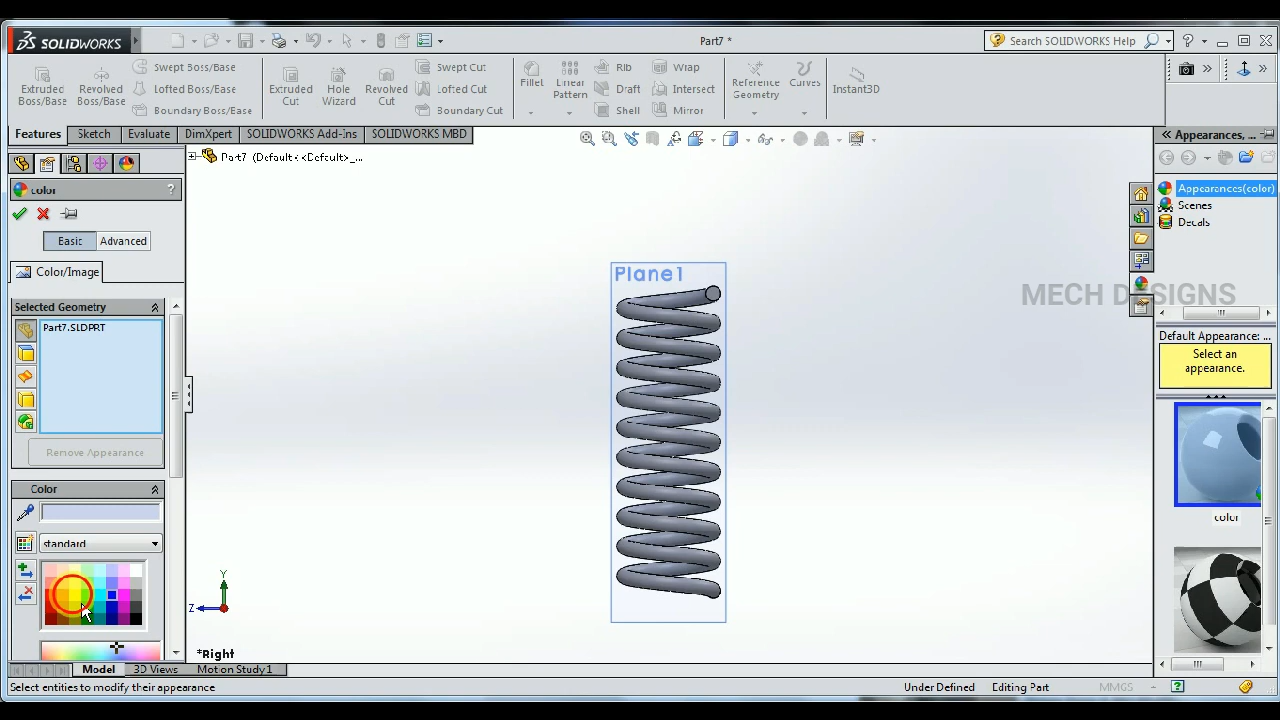 SOLIDWORKS
Part7 *
Search SOLIDWORKS Help
Extruded
Boss/Base
Revolved
Boss/Base
Swept Boss/Base
Lofted Boss/Base
Boundary Boss/Base
Extruded
Cut
Hole
Wizard
Revolved
Cut
Swept Cut
Lofted Cut
Boundary Cut
Fillet
Linear
Pattern
Rib
Draft
Shell
Wrap
Intersect
Mirror
Reference
Geometry
Curves
Instant3D
Features
Sketch
Evaluate
DimXpert
SOLIDWORKS Add-Ins
SOLIDWORKS MBD
Part7 (Default<<Default>_...
color
?
Basic
Advanced
Color/Image
Selected Geometry
Part7.SLDPRT
Remove Appearance
Color
standard
Plane1
Y
Z
*Right
MECH DESIGNS
Appearances, ...
Appearances(color)
Scenes
Decals
Default Appearance: ...
Select an
appearance.
color
Model
3D Views
Motion Study 1
Select entities to modify their appearance
Under Defined
Editing Part
MMGS